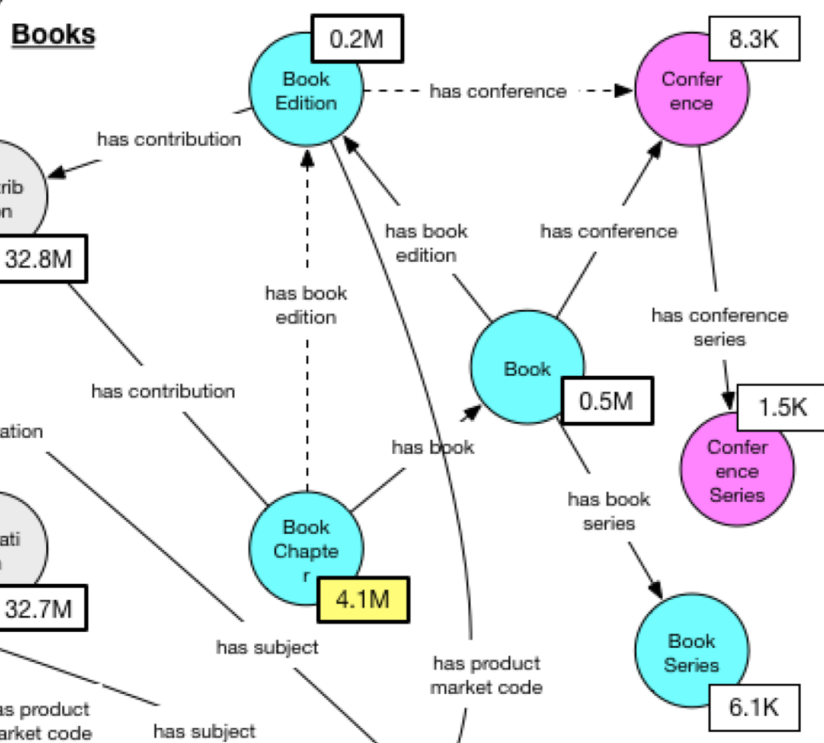 Books
0.2M
Book
Edition
has conference
8.3K
Confer
ence
has contribution
rib
n
32.8M
has book
edition
has conference
has book
edition
has conference
series
Book
0.5M
1.5K
Confer
ence
Series
has contribution
ation
has book
has book
series
Book
Chapte
r
4.1M
ati
32.7M
has subject
has product
market code
Book
Series
6.1K
as product
arket code
has subject